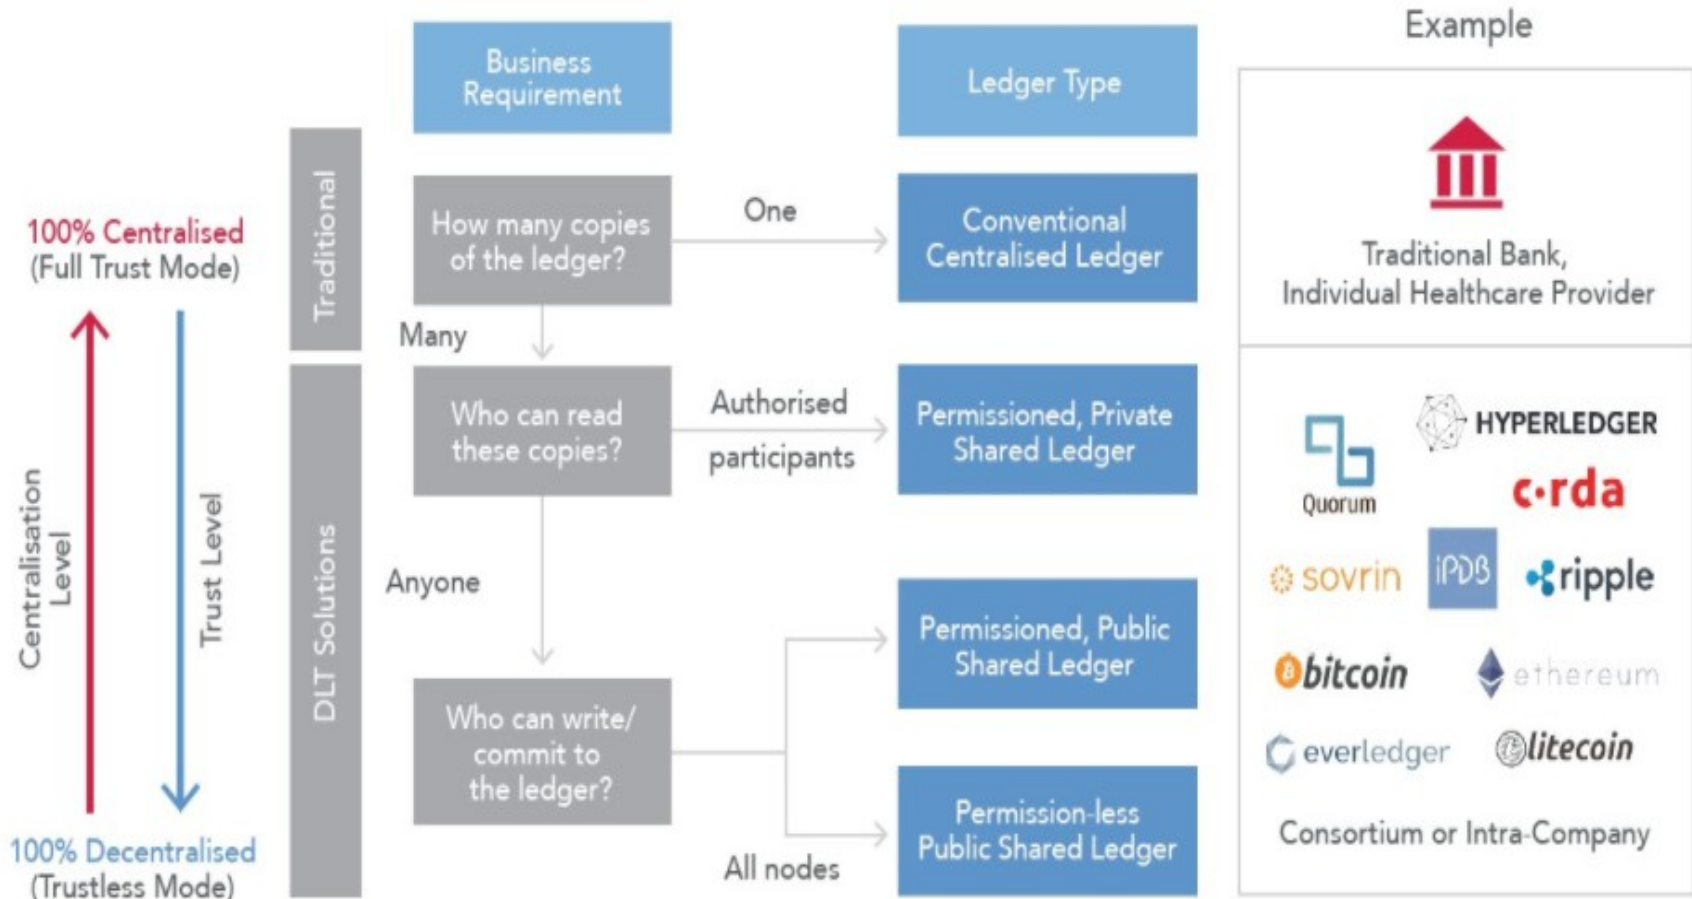 Example
Business
Requirement
Ledger Type
Traditional
How many copies
of the ledger?
One
Conventional
Centralised Ledger
Traditional Bank,
Individual Healthcare Provider
100% Centralised
(Full Trust Mode)
Many
Who can read
these copies?
Authorised
participants
Permissioned, Private
Shared Ledger
Quorum
HYPERLEDGER
c·rda
Centralisation
Level
Trust Level
DLT Solutions
Anyone
sovrin
iPDB
ripple
Permissioned, Public
Shared Ledger
bitcoin
ethereum
Who can write/
commit to
the ledger?
everledger
litecoin
100% Decentralised
(Trustless Mode)
All nodes
Permission-less
Public Shared Ledger
Consortium or Intra-Company